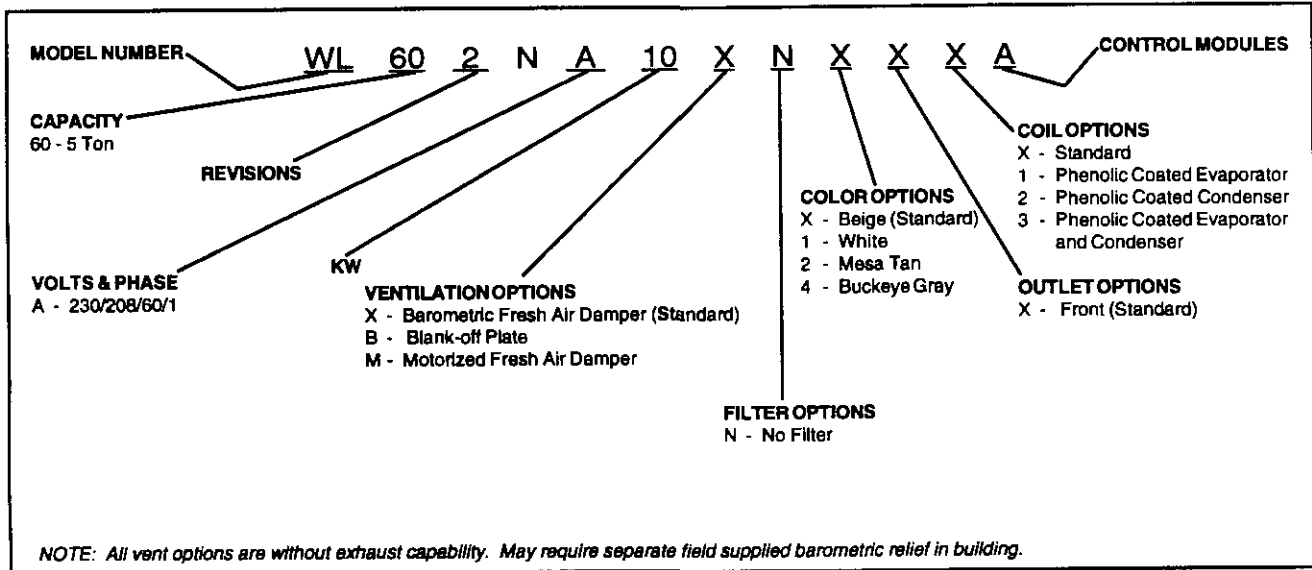 MODEL NUMBER
WL 60 2 N A 10 X N X X X A
CONTROL MODULES
CAPACITY
60 - 5 Ton
REVISIONS
VOLTS & PHASE
A - 230/208/60/1
KW
VENTILATION OPTIONS
X - Barometric Fresh Air Damper (Standard)
B - Blank-off Plate
M - Motorized Fresh Air Damper
FILTER OPTIONS
N - No Filter
COLOR OPTIONS
X - Beige (Standard)
1 - White
2 - Mesa Tan
4 - Buckeye Gray
OUTLET OPTIONS
X - Front (Standard)
COIL OPTIONS
X - Standard
1 - Phenolic Coated Evaporator
2 - Phenolic Coated Condenser
3 - Phenolic Coated Evaporator
and Condenser
NOTE: All vent options are without exhaust capability. May require separate field supplied barometric relief in building.